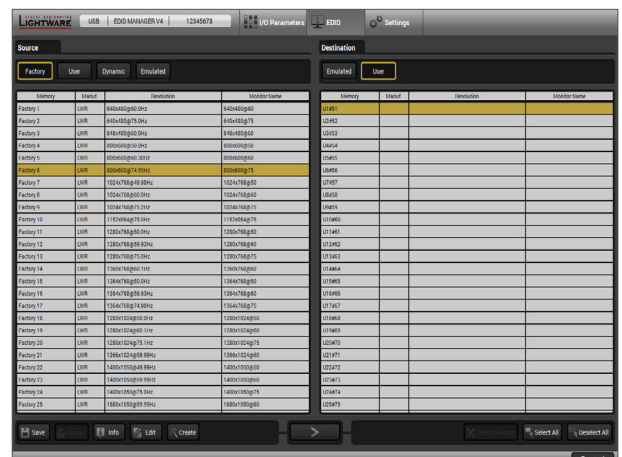 visual engineering
LIGHTWARE USB EDID MANAGER V4 12345678 I/O Parameters EDID Settings
Source Destination
Factory User Dynamic Emulated Emulated User
Memory Manuf. Resolution Monitor Name Memory Manuf. Resolution Monitor Name
Factory 1 LWR 640x480@60.0Hz 640x480@60 U1#51
Factory 2 LWR 640x480@75.0Hz 640x480@75 U2#52
Factory 3 LWR 848x480@60.0Hz 848x480@60 U3#53
Factory 4 LWR 800x600@50.0Hz 800x600@50 U4#54
Factory 5 LWR 800x600@60.30Hz 800x600@60 U5#55
Factory 6 LWR 800x600@74.99Hz 800x600@75 U6#56
Factory 7 LWR 1024x768@49.98Hz 1024x768@50 U7#57
Factory 8 LWR 1024x768@60.0Hz 1024x768@60 U8#58
Factory 9 LWR 1024x768@75.2Hz 1024x768@75 U9#59
Factory 10 LWR 1152x864@75.0Hz 1152x864@75 U10#60
Factory 11 LWR 1280x768@50.0Hz 1280x768@50 U11#61
Factory 12 LWR 1280x768@59.92Hz 1280x768@60 U12#62
Factory 13 LWR 1280x768@75.0Hz 1280x768@75 U13#63
Factory 14 LWR 1360x768@60.1Hz 1360x768@60 U14#64
Factory 15 LWR 1364x768@50.0Hz 1364x768@50 U15#65
Factory 16 LWR 1364x768@59.93Hz 1364x768@60 U16#66
Factory 17 LWR 1364x768@74.98Hz 1364x768@75 U17#67
Factory 18 LWR 1280x1024@50.0Hz 1280x1024@50 U18#68
Factory 19 LWR 1280x1024@60.1Hz 1280x1024@60 U19#69
Factory 20 LWR 1280x1024@75.1Hz 1280x1024@75 U20#70
Factory 21 LWR 1366x1024@59.99Hz 1366x1024@60 U21#71
Factory 22 LWR 1400x1050@49.99Hz 1400x1050@50 U22#72
Factory 23 LWR 1400x1050@59.99Hz 1400x1050@60 U23#73
Factory 24 LWR 1400x1050@75.0Hz 1400x1050@75 U24#74
Factory 25 LWR 1680x1050@59.99Hz 1680x1050@60 U25#75
Save Info Edit Create > Select All Deselect All